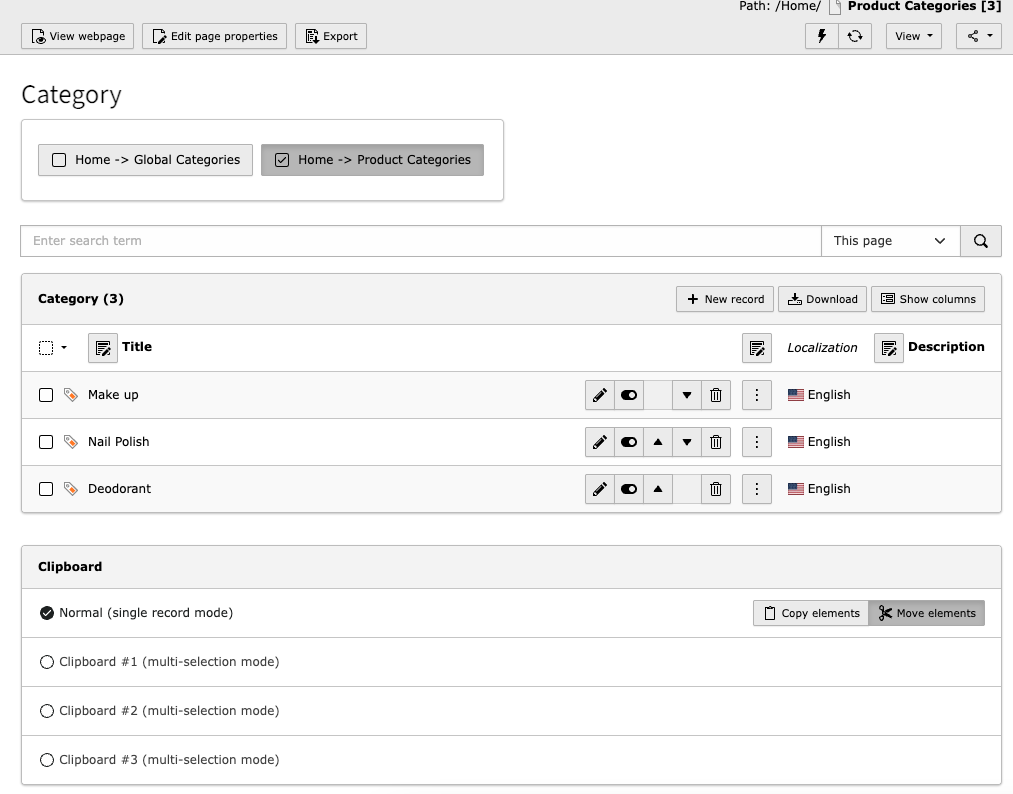 Path: /Home/ Product Categories [3]
View webpage Edit page properties Export View
Category
Home -> Global Categories Home -> Product Categories
Enter search term This page
Category (3) New record Download Show columns
Title Localization Description
Make up English
Nail Polish English
Deodorant English
Clipboard
Normal (single record mode) Copy elements Move elements
Clipboard #1 (multi-selection mode)
Clipboard #2 (multi-selection mode)
Clipboard #3 (multi-selection mode)